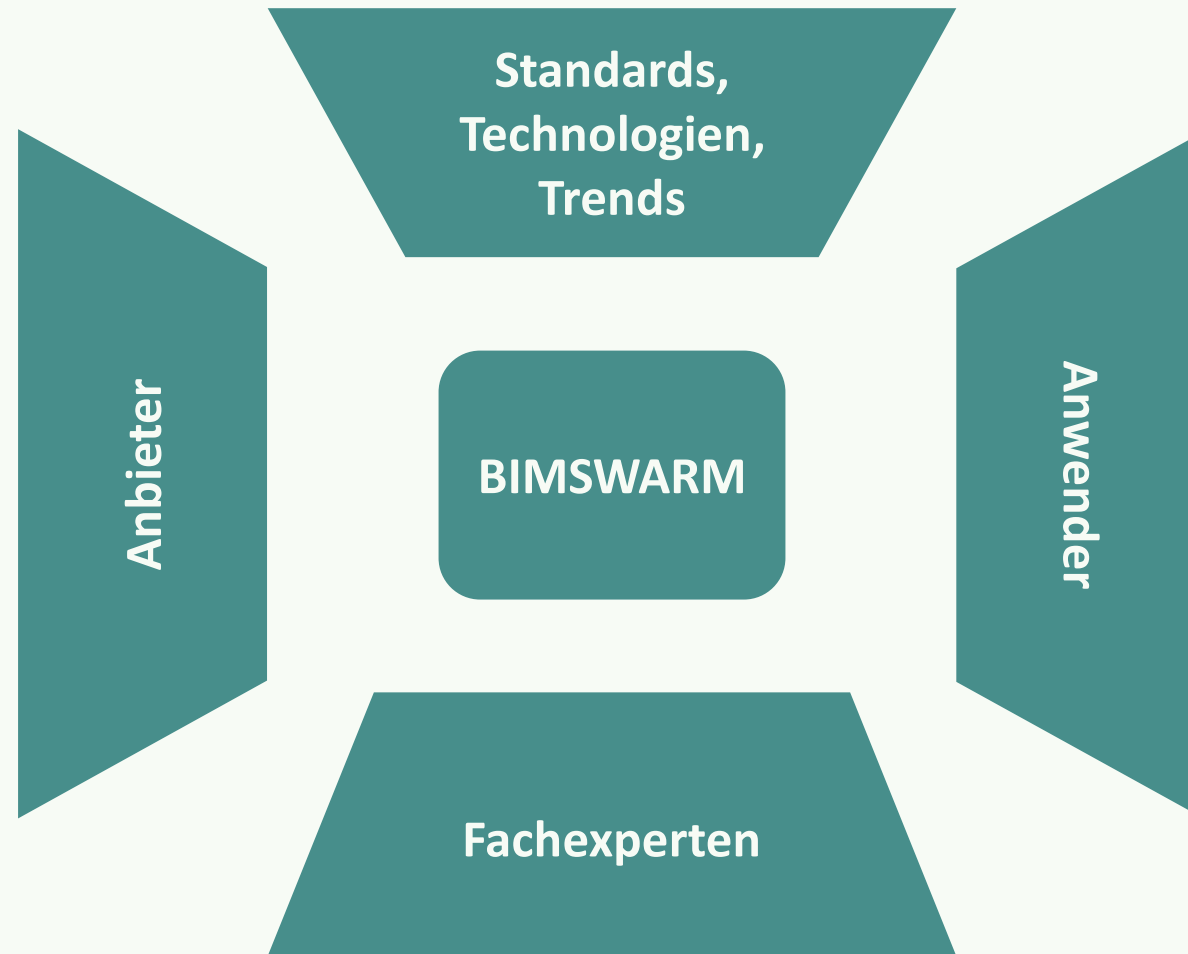 Standards,
Technologien,
Trends
Anbieter
BIMSWARM
Anwender
Fachexperten